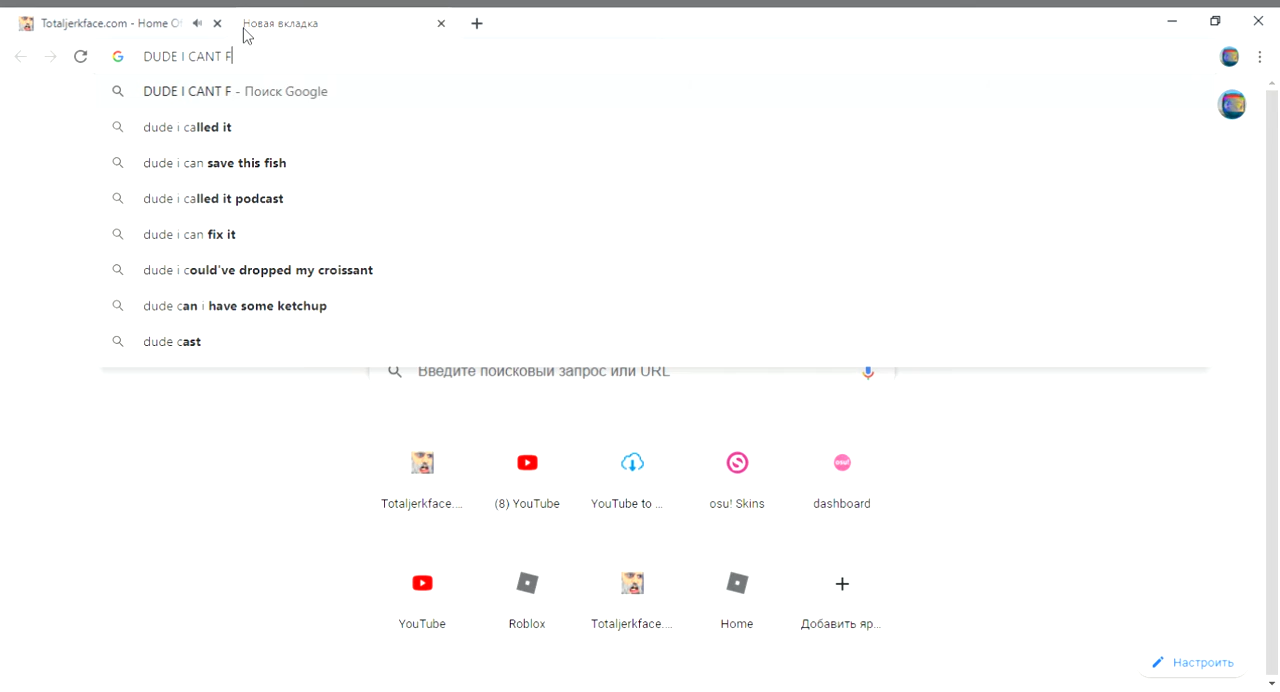 Totaljerkface.com - Home O
Новая вкладка
DUDE I CANT F
DUDE I CANT F - Поиск Google
dude i called it
dude i can save this fish
dude i called it podcast
dude i can fix it
dude i could've dropped my croissant
dude can i have some ketchup
dude cast
Введите поисковый запрос или URL
Totaljerkface....
(8) YouTube
YouTube to ...
osu! Skins
osu!
dashboard
YouTube
Roblox
Totaljerkface....
Home
Добавить яр...
Настроить